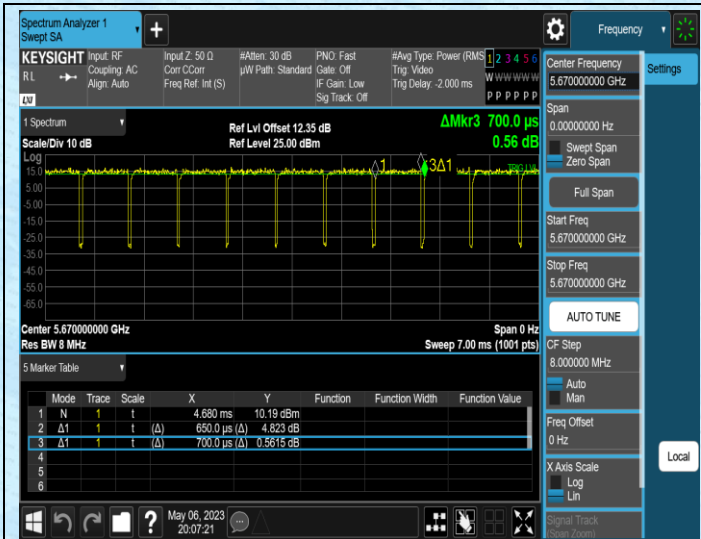 Spectrum Analyzer 1
Swept SA
+
Frequency
KEYSIGHT Input: RF Input Z: 50 Ω #Atten: 30 dB PNO: Fast #Avg Type: Power (RMS 1 2 3 4 5 6
R L Coupling: AC Corr CCorr µW Path: Standard Gate: Off Trig: Video W W W W W W
Align: Auto Freq Ref: Int (S) IF Gain: Low Trig Delay: -2.000 ms
Sig Track: Off P P P P P P
LXI
1 Spectrum
Scale/Div 10 dB
Ref Lvl Offset 12.35 dB
Ref Level 25.00 dBm
ΔMkr3 700.0 µs
0.56 dB
Log
15.0
5.00
-5.00
-15.0
-25.0
-35.0
-45.0
-55.0
-65.0
1
3Δ1
TRIG LVL
Center 5.670000000 GHz Span 0 Hz
Res BW 8 MHz Sweep 7.00 ms (1001 pts)
5 Marker Table
Mode Trace Scale X Y Function Function Width Function Value
1 N 1 t 4.680 ms 10.19 dBm
2 Δ1 1 t (Δ) 650.0 µs (Δ) 4.823 dB
3 Δ1 1 t (Δ) 700.0 µs (Δ) 0.5615 dB
4
5
6
?
May 06, 2023
20:07:21
Center Frequency
5.670000000 GHz
Span
0.00000000 Hz
Swept Span
Zero Span
Full Span
Start Freq
5.670000000 GHz
Stop Freq
5.670000000 GHz
AUTO TUNE
CF Step
8.000000 MHz
Auto
Man
Freq Offset
0 Hz
X Axis Scale
Log
Lin
Signal Track
(Span Zoom)
Settings
Local